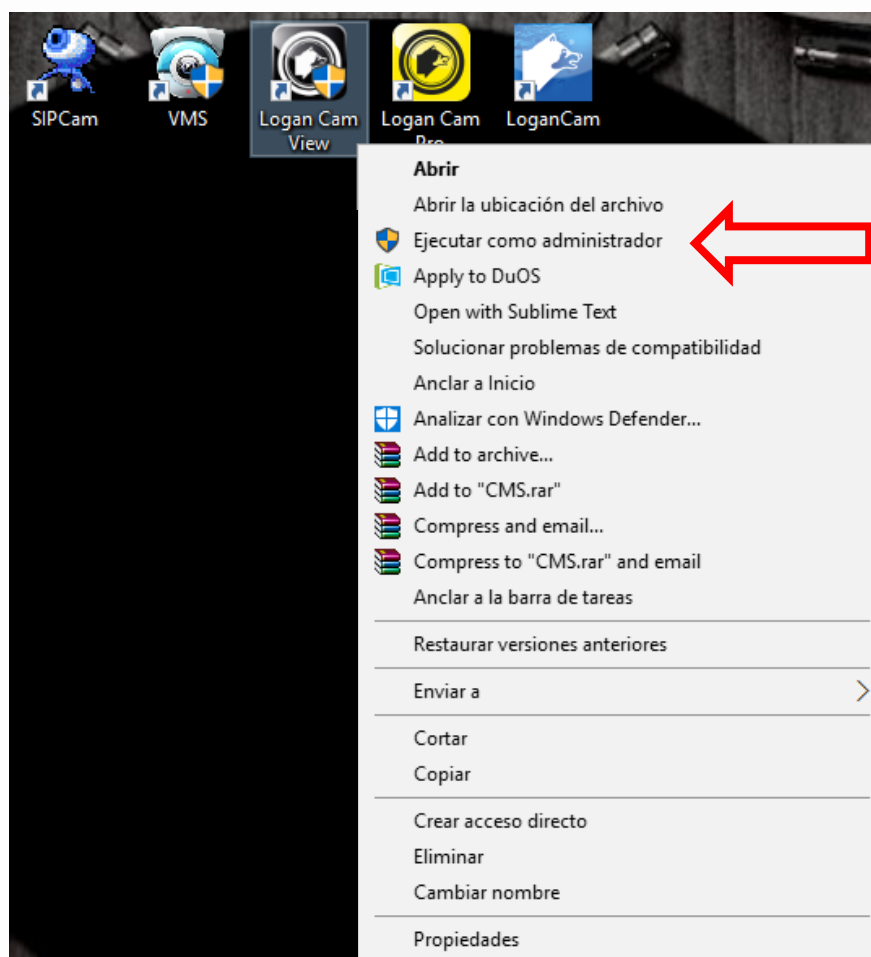 SIPCam
VMS
Logan Cam
View
Logan Cam
Pro
LoganCam
Abrir
Abrir la ubicación del archivo
Ejecutar como administrador
Apply to DuOS
Open with Sublime Text
Solucionar problemas de compatibilidad
Anclar a Inicio
Analizar con Windows Defender...
Add to archive...
Add to "CMS.rar"
Compress and email...
Compress to "CMS.rar" and email
Anclar a la barra de tareas
Restaurar versiones anteriores
Enviar a
Cortar
Copiar
Crear acceso directo
Eliminar
Cambiar nombre
Propiedades